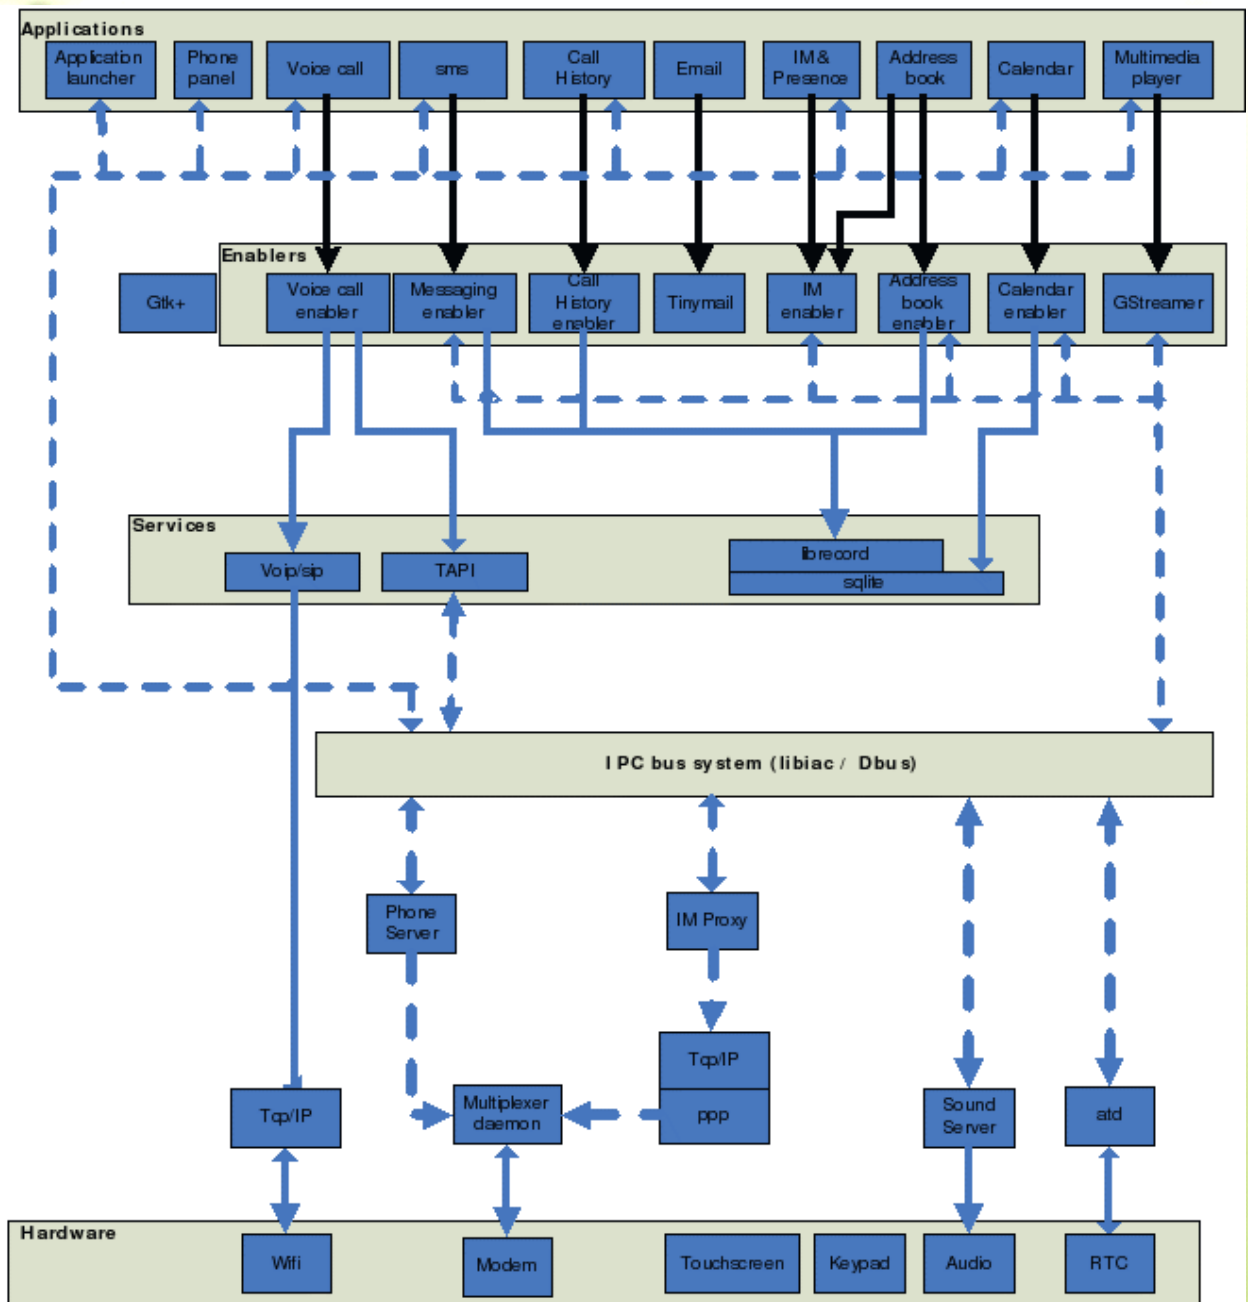 Applications
Application
launcher
Phone
panel
Voice call
sms
Call
History
Email
IM &
Presence
Address
book
Calendar
Multimedia
player
Enablers
Gtk+
Voice call
enabler
Messaging
enabler
Call
History
enabler
Tinymail
IM
enabler
Address
book
enabler
Calendar
enabler
GStreamer
Services
Voip/sip
TAPI
librecord
sqlite
IPC bus system (libiac / Dbus)
Phone
Server
IM Proxy
Tcp/IP
ppp
Tcp/IP
Multiplexer
daemon
Sound
Server
atd
Hardware
Wifi
Modem
Touchscreen
Keypad
Audio
RTC